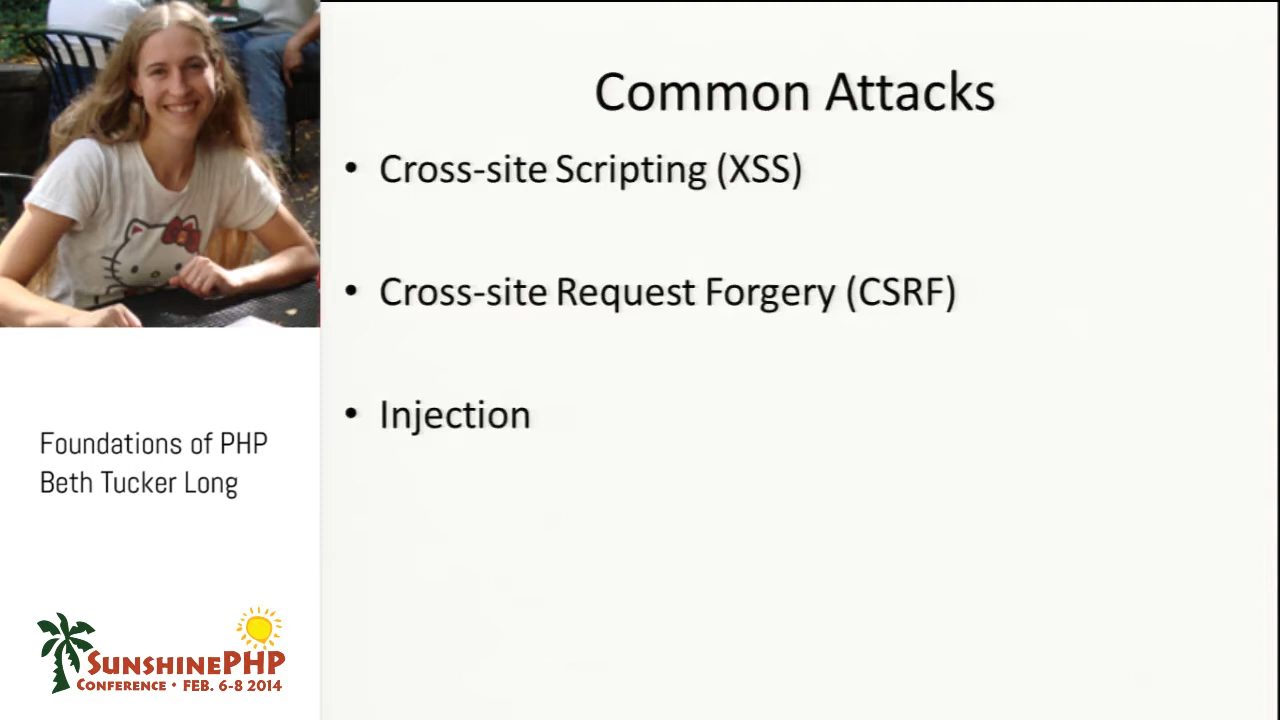 Common Attacks
• Cross-site Scripting (XSS)
• Cross-site Request Forgery (CSRF)
• Injection
Foundations of PHP
Beth Tucker Long
SUNSHINEPHP
CONFERENCE • FEB. 6-8 2014